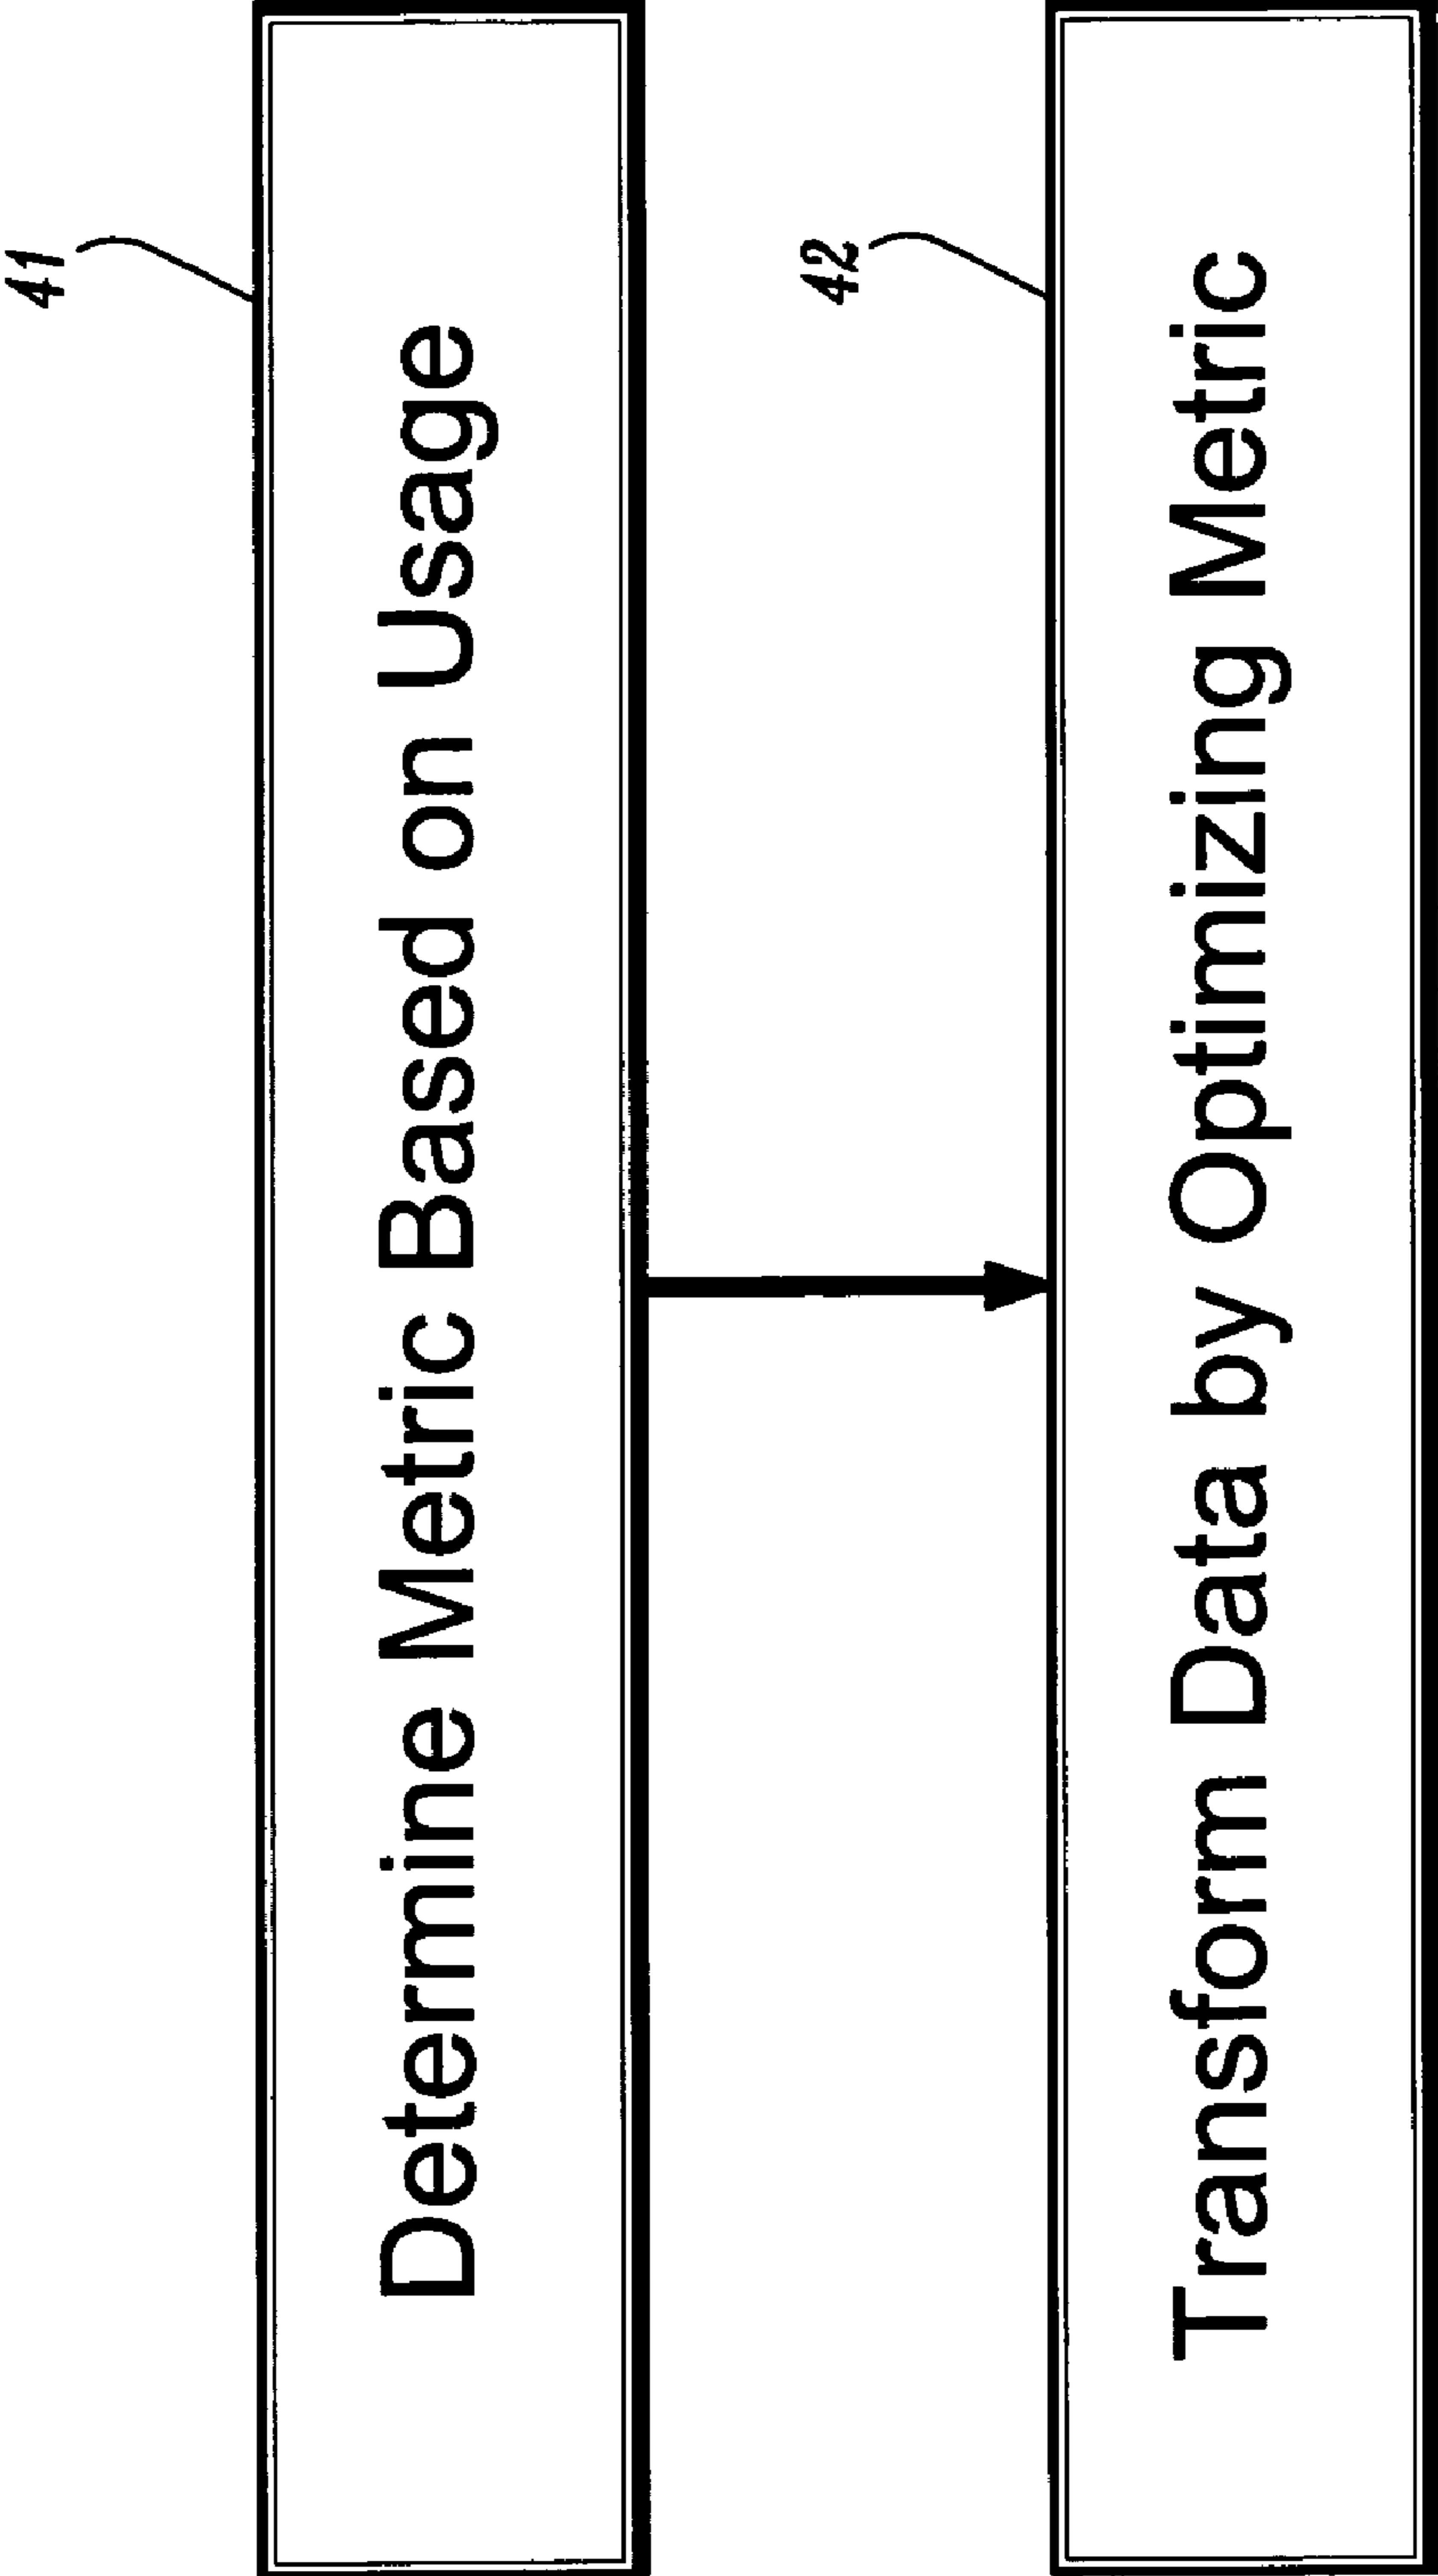 41
Determine Metric Based on Usage
42
Transform Data by Optimizing Metric